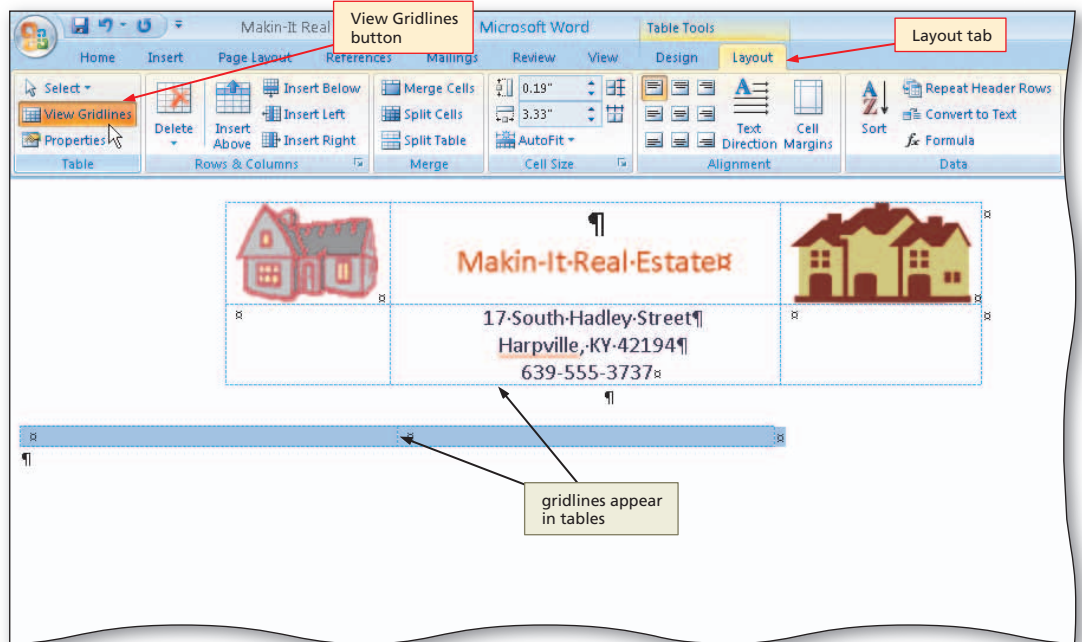 View Gridlines
button
Layout tab
Makin-It Real
Microsoft Word
Table Tools
Home Insert Page Layout References Mailings Review View Design Layout
Select
View Gridlines
Properties
Table
Delete
Insert
Above
Insert Below
Insert Left
Insert Right
Rows & Columns
Merge Cells
Split Cells
Split Table
Merge
0.19"
3.33"
AutoFit
Cell Size
Text
Direction
Cell
Margins
Alignment
A
Z
Sort
Repeat Header Rows
Convert to Text
fx Formula
Data
¶
Makin-It·Real·Estate¤
¤
¤
¤
¤
17·South·Hadley·Street¶
Harpville,·KY·42194¶
639-555-3737¤
¤
¤
¶
¤ ¤ ¤
¶
gridlines appear
in tables